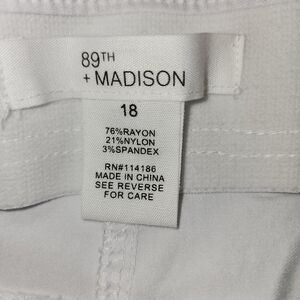 89TH
+ MADISON
18
76%RAYON
21%NYLON
3%SPANDEX
RN#114186
MADE IN CHINA
SEE REVERSE
FOR CARE